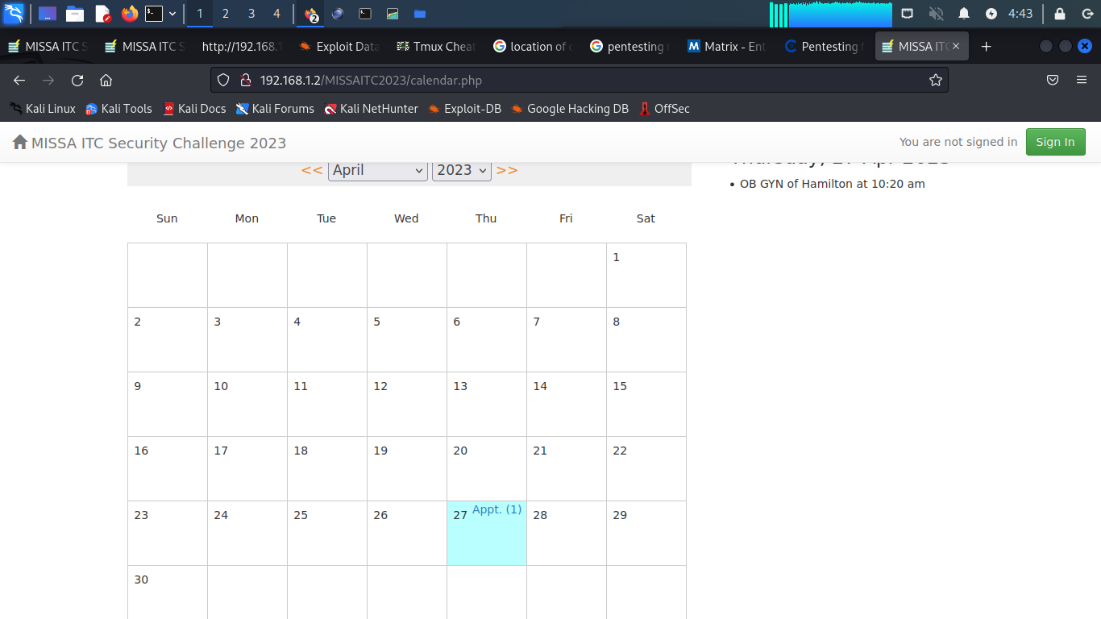 1 2 3 4 2 4:43
MISSA ITC S MISSA ITC S http://192.168.1 Exploit Data Tmux Cheat location of pentesting Matrix - Ent Pentesting MISSA ITC
192.168.1.2/MISSAITC2023/calendar.php
Kali Linux Kali Tools Kali Docs Kali Forums Kali NetHunter Exploit-DB Google Hacking DB OffSec
MISSA ITC Security Challenge 2023 You are not signed in Sign In
<< April 2023 >>
OB GYN of Hamilton at 10:20 am
Sun Mon Tue Wed Thu Fri Sat
1
2 3 4 5 6 7 8
9 10 11 12 13 14 15
16 17 18 19 20 21 22
23 24 25 26 27 Appt. (1) 28 29
30